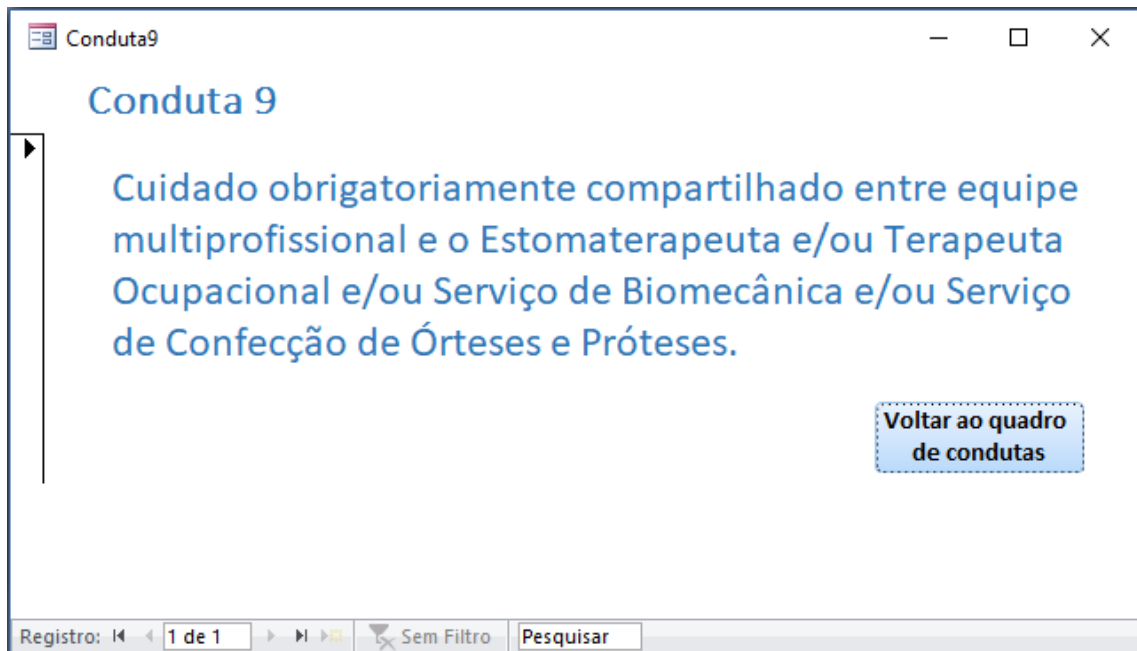 Conduta9
Conduta 9
Cuidado obrigatoriamente compartilhado entre equipe
multiprofissional e o Estomaterapeuta e/ou Terapeuta
Ocupacional e/ou Serviço de Biomecânica e/ou Serviço
de Confecção de Órteses e Próteses.
Voltar ao quadro
de condutas
Registro: 1 de 1 Sem Filtro Pesquisar